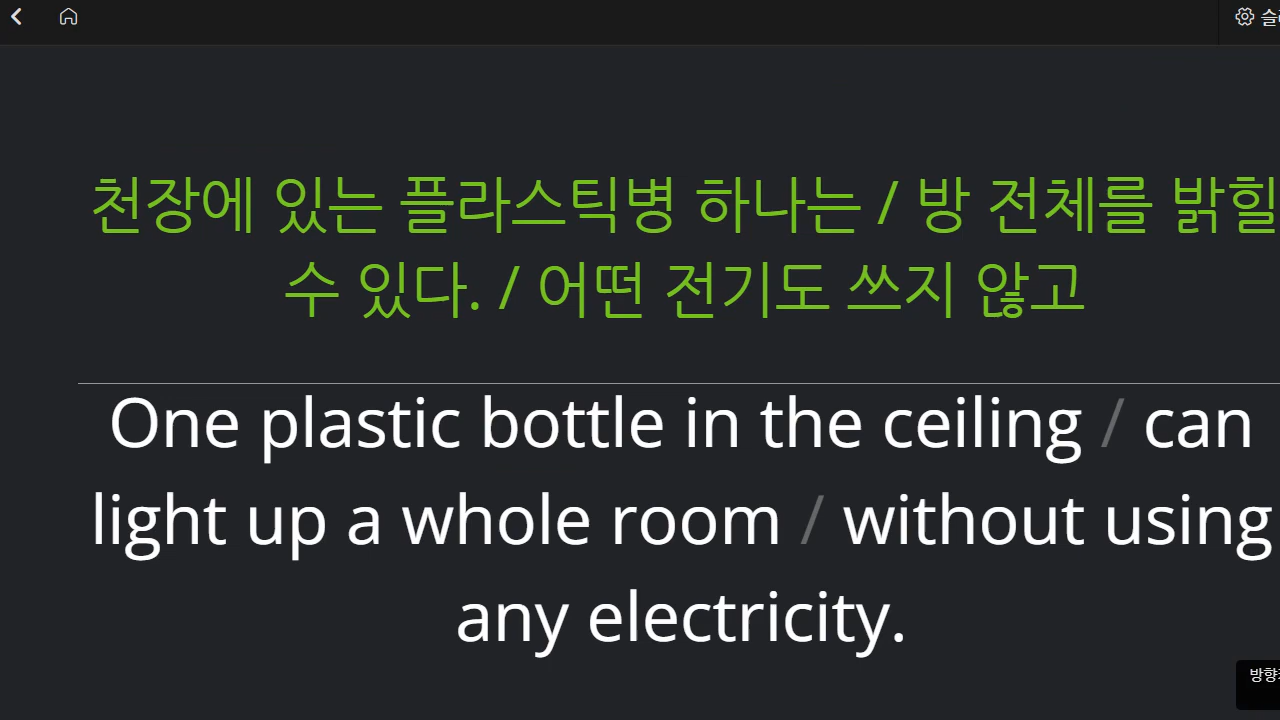 천장에 있는 플라스틱병 하나는 / 방 전체를 밝힐
수 있다. / 어떤 전기도 쓰지 않고
One plastic bottle in the ceiling / can
light up a whole room / without using
any electricity.